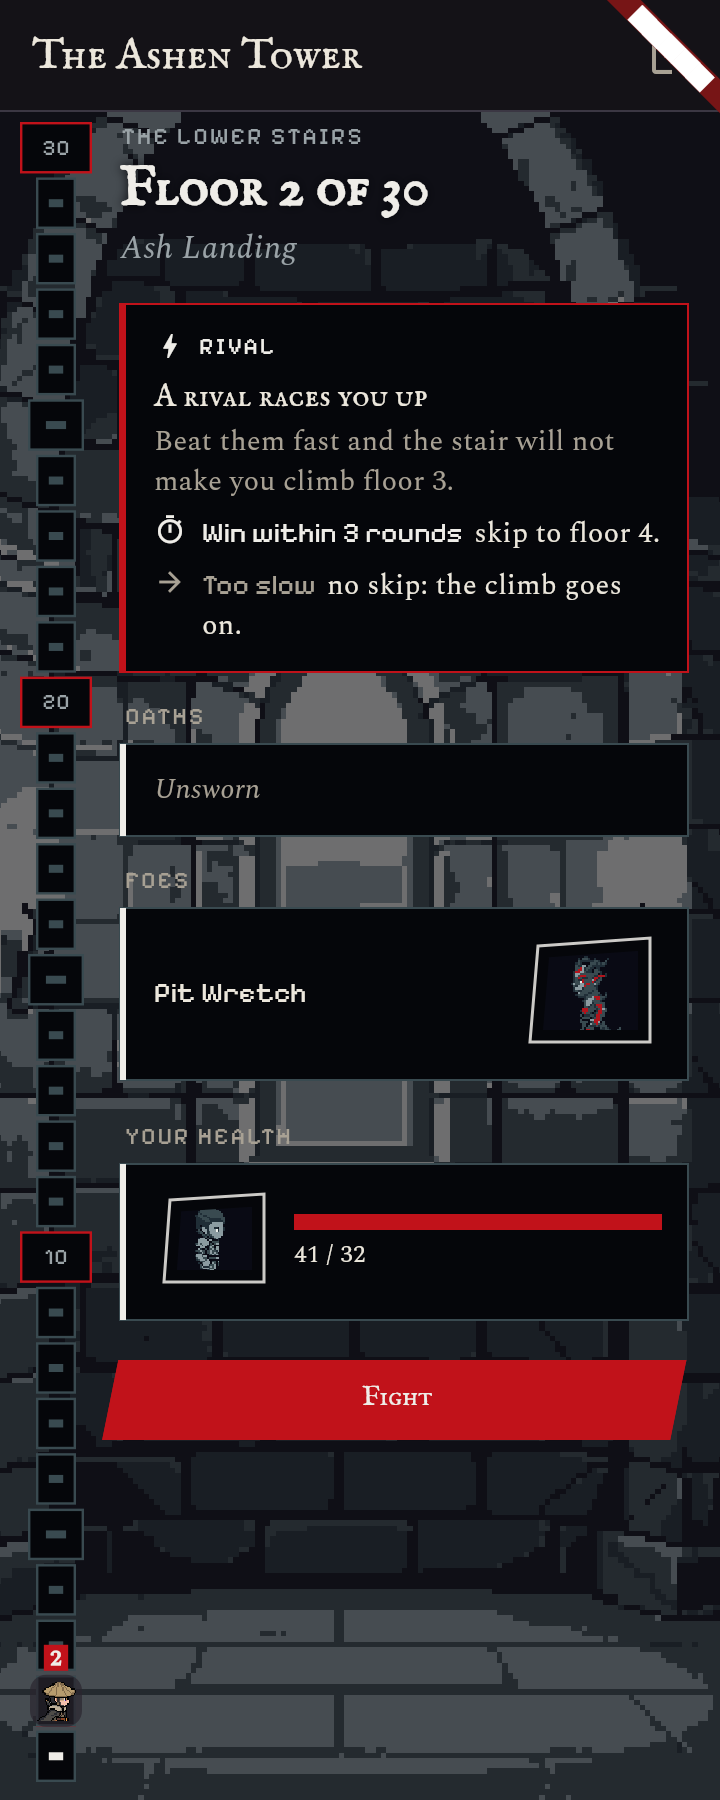 The Ashen Tower
30
THE LOWER STAIRS
Floor 2 of 30
Ash Landing
RIVAL
A rival races you up
Beat them fast and the stair will not
make you climb floor 3.
Win within 3 rounds skip to floor 4.
Too slow no skip: the climb goes
on.
20
OATHS
Unsworn
FOES
Pit Wretch
YOUR HEALTH
41 / 32
10
Fight
2